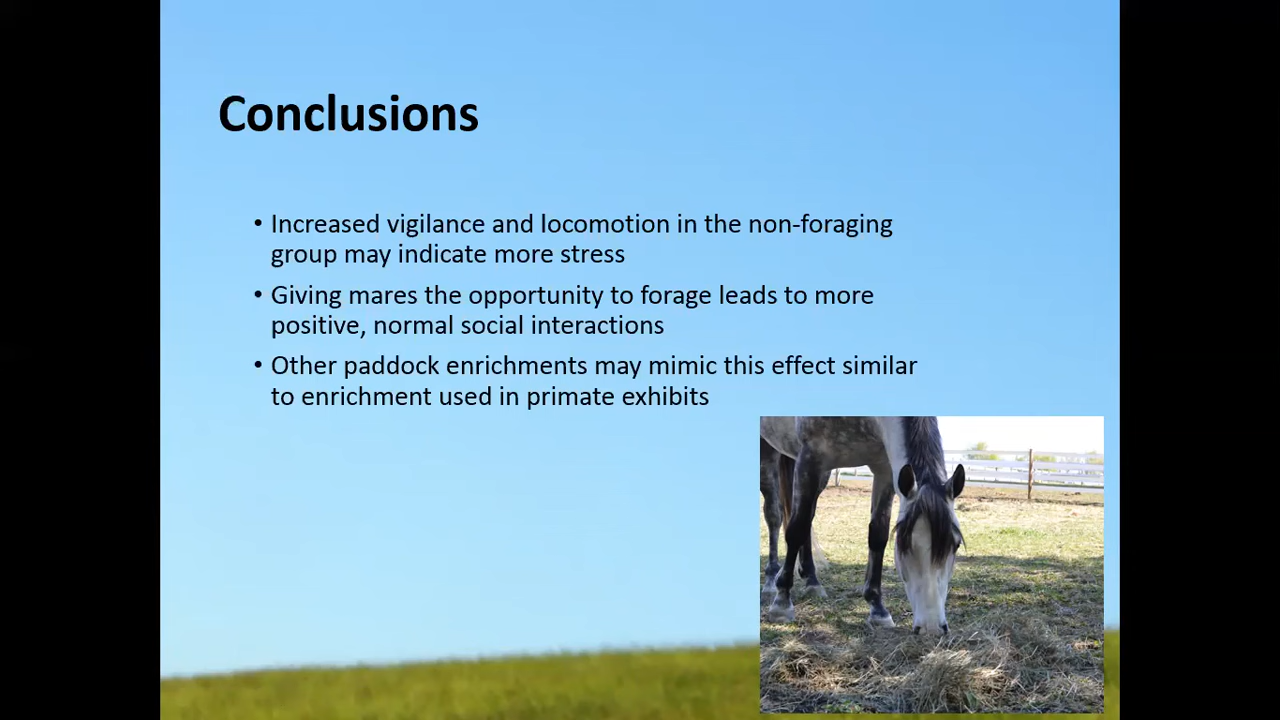 Conclusions
• Increased vigilance and locomotion in the non-foraging
group may indicate more stress
• Giving mares the opportunity to forage leads to more
positive, normal social interactions
• Other paddock enrichments may mimic this effect similar
to enrichment used in primate exhibits